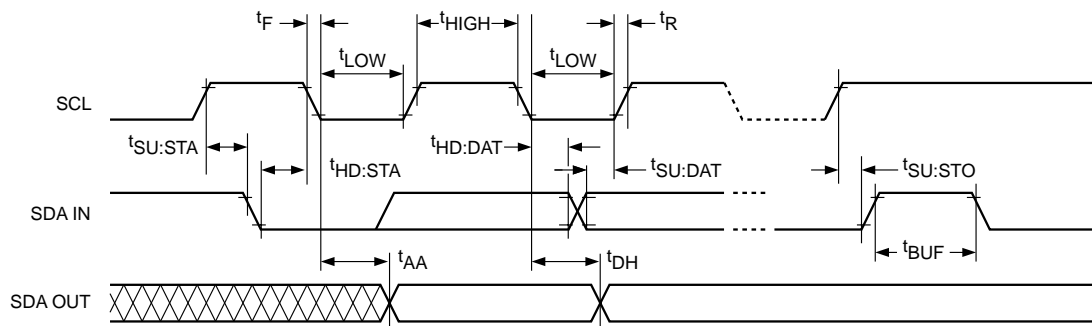 tF
tHIGH
tR
tLOW
tLOW
SCL
tSU:STA
tHD:STA
tHD:DAT
tSU:DAT
tSU:STO
SDA IN
tBUF
tAA
tDH
SDA OUT